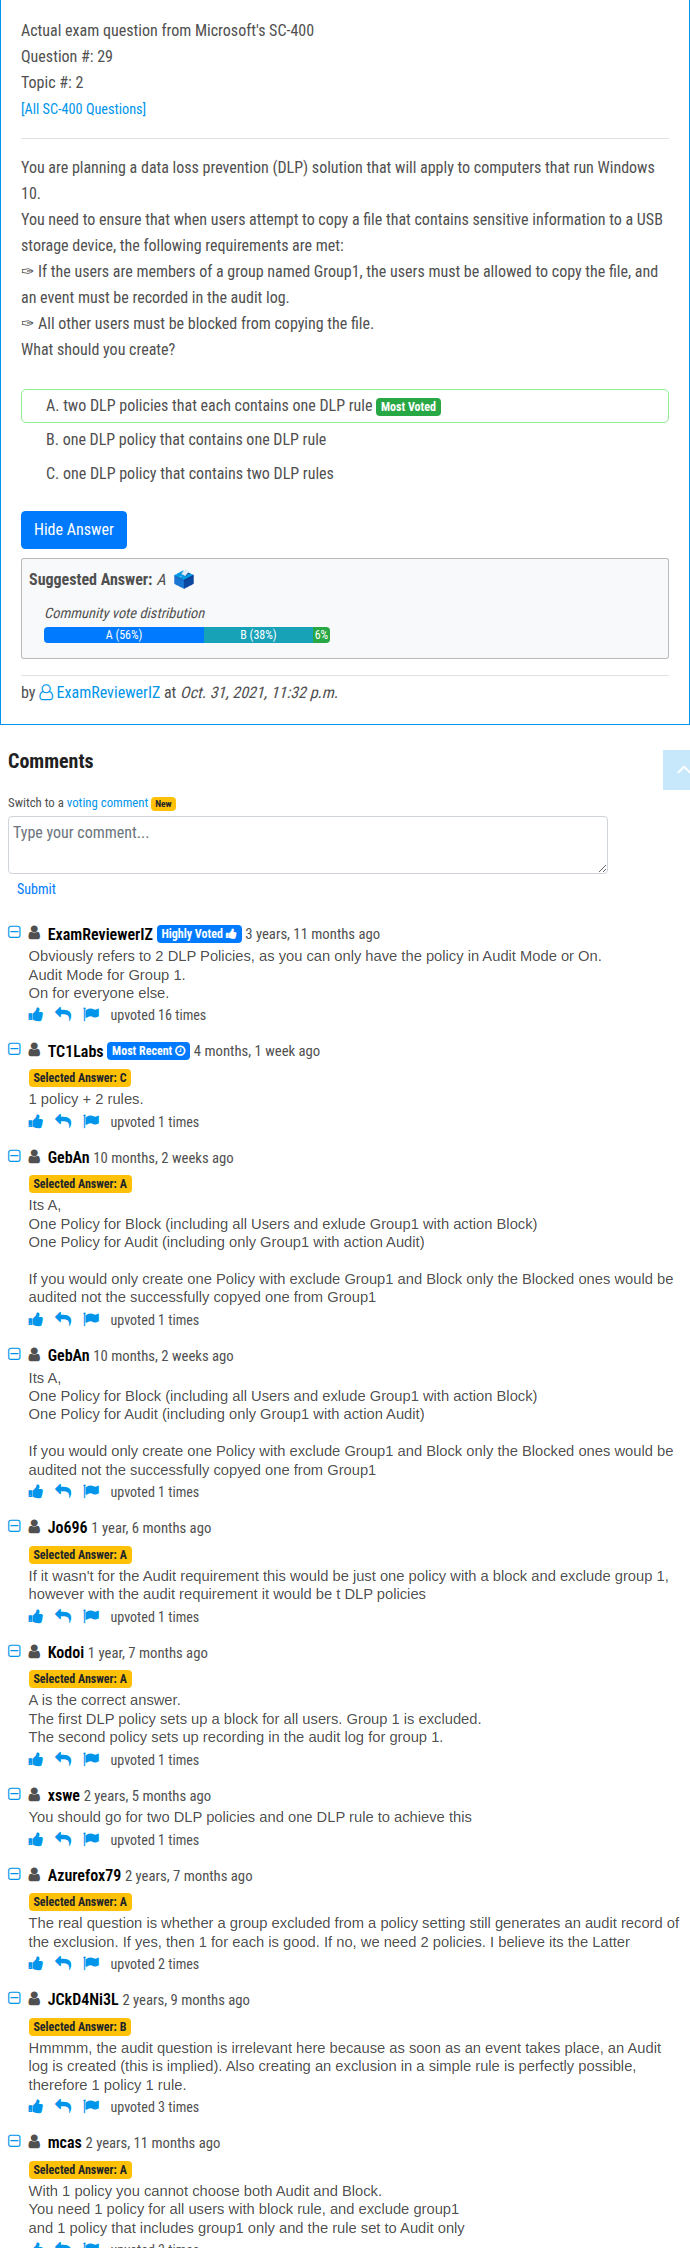 Actual exam question from Microsoft's SC-400
Question #: 29
Topic #: 2
[All SC-400 Questions]
You are planning a data loss prevention (DLP) solution that will apply to computers that run Windows
10.
You need to ensure that when users attempt to copy a file that contains sensitive information to a USB
storage device, the following requirements are met:
✑ If the users are members of a group named Group1, the users must be allowed to copy the file, and
an event must be recorded in the audit log.
✑ All other users must be blocked from copying the file.
What should you create?
A. two DLP policies that each contains one DLP rule Most Voted
B. one DLP policy that contains one DLP rule
C. one DLP policy that contains two DLP rules
Hide Answer
Suggested Answer: A
Community vote distribution
A (56%) B (38%) 6%
by ExamReviewerIZ at Oct. 31, 2021, 11:32 p.m.
Comments
Switch to a voting comment New
Type your comment...
Submit
ExamReviewerIZ Highly Voted 3 years, 11 months ago
Obviously refers to 2 DLP Policies, as you can only have the policy in Audit Mode or On.
Audit Mode for Group 1.
On for everyone else.
upvoted 16 times
TC1Labs Most Recent 4 months, 1 week ago
Selected Answer: C
1 policy + 2 rules.
upvoted 1 times
GebAn 10 months, 2 weeks ago
Selected Answer: A
Its A,
One Policy for Block (including all Users and exlude Group1 with action Block)
One Policy for Audit (including only Group1 with action Audit)
If you would only create one Policy with exclude Group1 and Block only the Blocked ones would be
audited not the successfully copyed one from Group1
upvoted 1 times
GebAn 10 months, 2 weeks ago
Its A,
One Policy for Block (including all Users and exlude Group1 with action Block)
One Policy for Audit (including only Group1 with action Audit)
If you would only create one Policy with exclude Group1 and Block only the Blocked ones would be
audited not the successfully copyed one from Group1
upvoted 1 times
Jo696 1 year, 6 months ago
Selected Answer: A
If it wasn't for the Audit requirement this would be just one policy with a block and exclude group 1,
however with the audit requirement it would be t DLP policies
upvoted 1 times
Kodoi 1 year, 7 months ago
Selected Answer: A
A is the correct answer.
The first DLP policy sets up a block for all users. Group 1 is excluded.
The second policy sets up recording in the audit log for group 1.
upvoted 1 times
xswe 2 years, 5 months ago
You should go for two DLP policies and one DLP rule to achieve this
upvoted 1 times
Azurefox79 2 years, 7 months ago
Selected Answer: A
The real question is whether a group excluded from a policy setting still generates an audit record of
the exclusion. If yes, then 1 for each is good. If no, we need 2 policies. I believe its the Latter
upvoted 2 times
JCkD4Ni3L 2 years, 9 months ago
Selected Answer: B
Hmmmm, the audit question is irrelevant here because as soon as an event takes place, an Audit
log is created (this is implied). Also creating an exclusion in a simple rule is perfectly possible,
therefore 1 policy 1 rule.
upvoted 3 times
mcas 2 years, 11 months ago
Selected Answer: A
With 1 policy you cannot choose both Audit and Block.
You need 1 policy for all users with block rule, and exclude group1
and 1 policy that includes group1 only and the rule set to Audit only